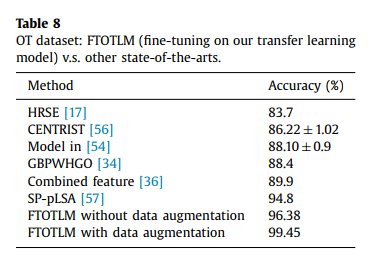 Table 8
OT dataset: FTOTLM (fine-tuning on our transfer learning
model) v.s. other state-of-the-arts.
Method Accuracy (%)
HRSE [17] 83.7
CENTRIST [56] 86.22 ± 1.02
Model in [54] 88.10 ± 0.9
GBPWHGO [34] 88.4
Combined feature [36] 89.9
SP-pLSA [57] 94.8
FTOTLM without data augmentation 96.38
FTOTLM with data augmentation 99.45